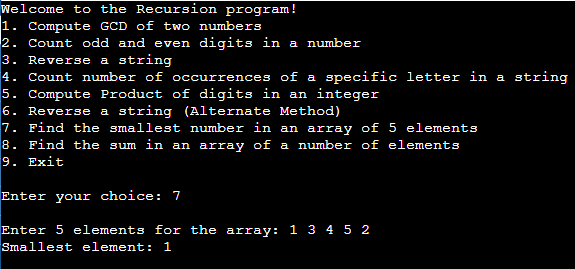 Welcome to the Recursion program!
1. Compute GCD of two numbers
2. Count odd and even digits in a number
3. Reverse a string
4. Count number of occurrences of a specific letter in a string
5. Compute Product of digits in an integer
6. Reverse a string (Alternate Method)
7. Find the smallest number in an array of 5 elements
8. Find the sum in an array of a number of elements
9. Exit
Enter your choice: 7
Enter 5 elements for the array: 1 3 4 5 2
Smallest element: 1